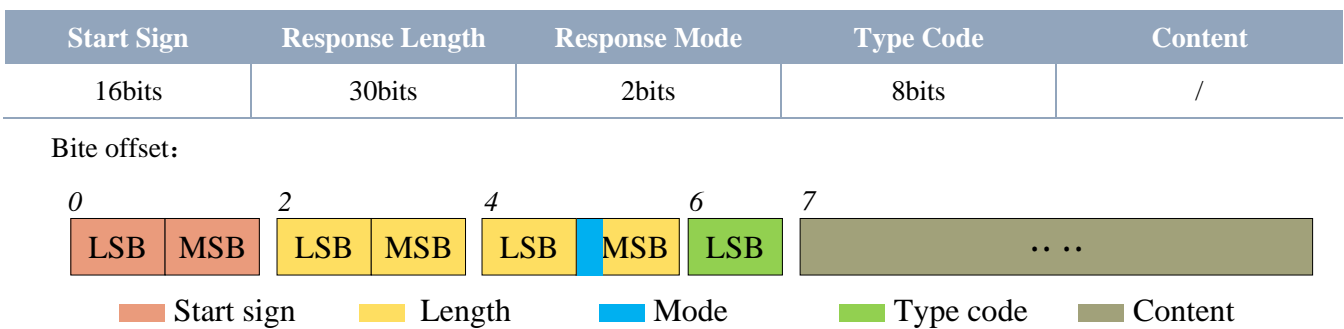 Start Sign Response Length Response Mode Type Code Content
16bits 30bits 2bits 8bits /
Bite offset：
0 2 4 6 7
LSB MSB LSB MSB LSB MSB LSB .. ..
Start sign Length Mode Type code Content